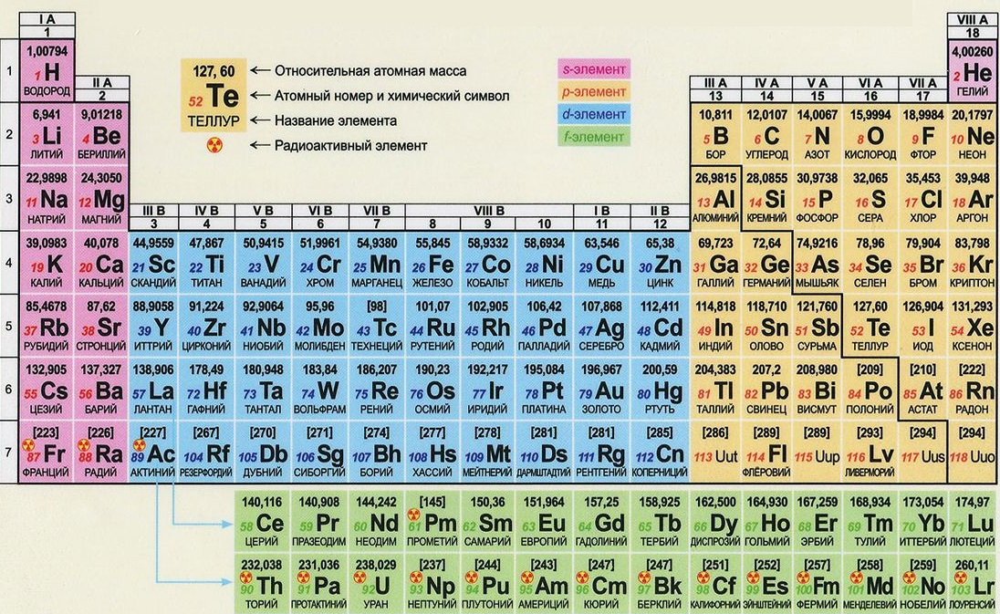 I A
VIII A
1
18
1 1,00794 1 H ВОДОРОД
4,00260 2 He ГЕЛИЙ
II A
2
127, 60 52 Te ТЕЛЛУР
Относительная атомная масса
Атомный номер и химический символ
Название элемента
Радиоактивный элемент
s-элемент
p-элемент
d-элемент
f-элемент
III A IV A V A VI A VII A
13 14 15 16 17
6,941 9,01218 10,811 12,0107 14,0067 15,9994 18,9984 20,1797
2 3 Li 4 Be 5 B 6 C 7 N 8 O 9 F 10 Ne
ЛИТИЙ БЕРИЛЛИЙ БОР УГЛЕРОД АЗОТ КИСЛОРОД ФТОР НЕОН
22,9898 24,3050 26,9815 28,0855 30,9738 32,065 35,453 39,948
3 11 Na 12 Mg 13 Al 14 Si 15 P 16 S 17 Cl 18 Ar
НАТРИЙ МАГНИЙ АЛЮМИНИЙ КРЕМНИЙ ФОСФОР СЕРА ХЛОР АРГОН
III B IV B V B VI B VII B VIII B I B II B
3 4 5 6 7 8 9 10 11 12
39,0983 40,078 44,9559 47,867 50,9415 51,9961 54,9380 55,845 58,9332 58,6934 63,546 65,38 69,723 72,64 74,9216 78,96 79,904 83,798
4 19 K 20 Ca 21 Sc 22 Ti 23 V 24 Cr 25 Mn 26 Fe 27 Co 28 Ni 29 Cu 30 Zn 31 Ga 32 Ge 33 As 34 Se 35 Br 36 Kr
КАЛИЙ КАЛЬЦИЙ СКАНДИЙ ТИТАН ВАНАДИЙ ХРОМ МАРГАНЕЦ ЖЕЛЕЗО КОБАЛЬТ НИКЕЛЬ МЕДЬ ЦИНК ГАЛЛИЙ ГЕРМАНИЙ МЫШЬЯК СЕЛЕН БРОМ КРИПТОН
85,4678 87,62 88,9058 91,224 92,9064 95,96 [98] 101,07 102,905 106,42 107,868 112,411 114,818 118,710 121,760 127,60 126,904 131,293
5 37 Rb 38 Sr 39 Y 40 Zr 41 Nb 42 Mo 43 Tc 44 Ru 45 Rh 46 Pd 47 Ag 48 Cd 49 In 50 Sn 51 Sb 52 Te 53 I 54 Xe
РУБИДИЙ СТРОНЦИЙ ИТТРИЙ ЦИРКОНИЙ НИОБИЙ МОЛИБДЕН ТЕХНЕЦИЙ РУТЕНИЙ РОДИЙ ПАЛЛАДИЙ СЕРЕБРО КАДМИЙ ИНДИЙ ОЛОВО СУРЬМА ТЕЛЛУР ИОД КСЕНОН
132,905 137,327 138,906 178,49 180,948 183,84 186,207 190,23 192,217 195,084 196,967 200,59 204,383 207,2 208,980 [209] [210] [222]
6 55 Cs 56 Ba 57 La 72 Hf 73 Ta 74 W 75 Re 76 Os 77 Ir 78 Pt 79 Au 80 Hg 81 Tl 82 Pb 83 Bi 84 Po 85 At 86 Rn
ЦЕЗИЙ БАРИЙ ЛАНТАН ГАФНИЙ ТАНТАЛ ВОЛЬФРАМ РЕНИЙ ОСМИЙ ИРИДИЙ ПЛАТИНА ЗОЛОТО РТУТЬ ТАЛЛИЙ СВИНЕЦ ВИСМУТ ПОЛОНИЙ АСТАТ РАДОН
[223] [226] [227] [267] [270] [271] [274] [277] [278] [281] [281] [285] [286] [289] [289] [293] [294] [294]
7 87 Fr 88 Ra 89 Ac 104 Rf 105 Db 106 Sg 107 Bh 108 Hs 109 Mt 110 Ds 111 Rg 112 Cn 113 Uut 114 Fl 115 Uup 116 Lv 117 Uus 118 Uuo
ФРАНЦИЙ РАДИЙ АКТИНИЙ РЕЗЕРФОРДИЙ ДУБНИЙ СИБОРГИЙ БОРИЙ ХАССИЙ МЕЙТНЕРИЙ ДАРМШТАДТИЙ РЕНТГЕНИЙ КОПЕРНИЦИЙ ФЛЁРОВИЙ ЛИВЕРМОРИЙ
140,116 140,908 144,242 [145] 150,36 151,964 157,25 158,925 162,500 164,930 167,259 168,934 173,054 174,97
58 Ce 59 Pr 60 Nd 61 Pm 62 Sm 63 Eu 64 Gd 65 Tb 66 Dy 67 Ho 68 Er 69 Tm 70 Yb 71 Lu
ЦЕРИЙ ПРАЗЕОДИМ НЕОДИМ ПРОМЕТИЙ САМАРИЙ ЕВРОПИЙ ГАДОЛИНИЙ ТЕРБИЙ ДИСПРОЗИЙ ГОЛЬМИЙ ЭРБИЙ ТУЛИЙ ИТТЕРБИЙ ЛЮТЕЦИЙ
232,038 231,036 238,029 [237] [244] [243] [247] [247] [251] [252] [257] [258] [259] 260,11
90 Th 91 Pa 92 U 93 Np 94 Pu 95 Am 96 Cm 97 Bk 98 Cf 99 Es 100 Fm 101 Md 102 No 103 Lr
ТОРИЙ ПРОТАКТИНИЙ УРАН НЕПТУНИЙ ПЛУТОНИЙ АМЕРИЦИЙ КЮРИЙ БЕРКЛИЙ КАЛИФОРНИЙ ЭЙНШТЕЙНИЙ ФЕРМИЙ МЕНДЕЛЕВИЙ НОБЕЛИЙ ЛОУРЕНСИЙ